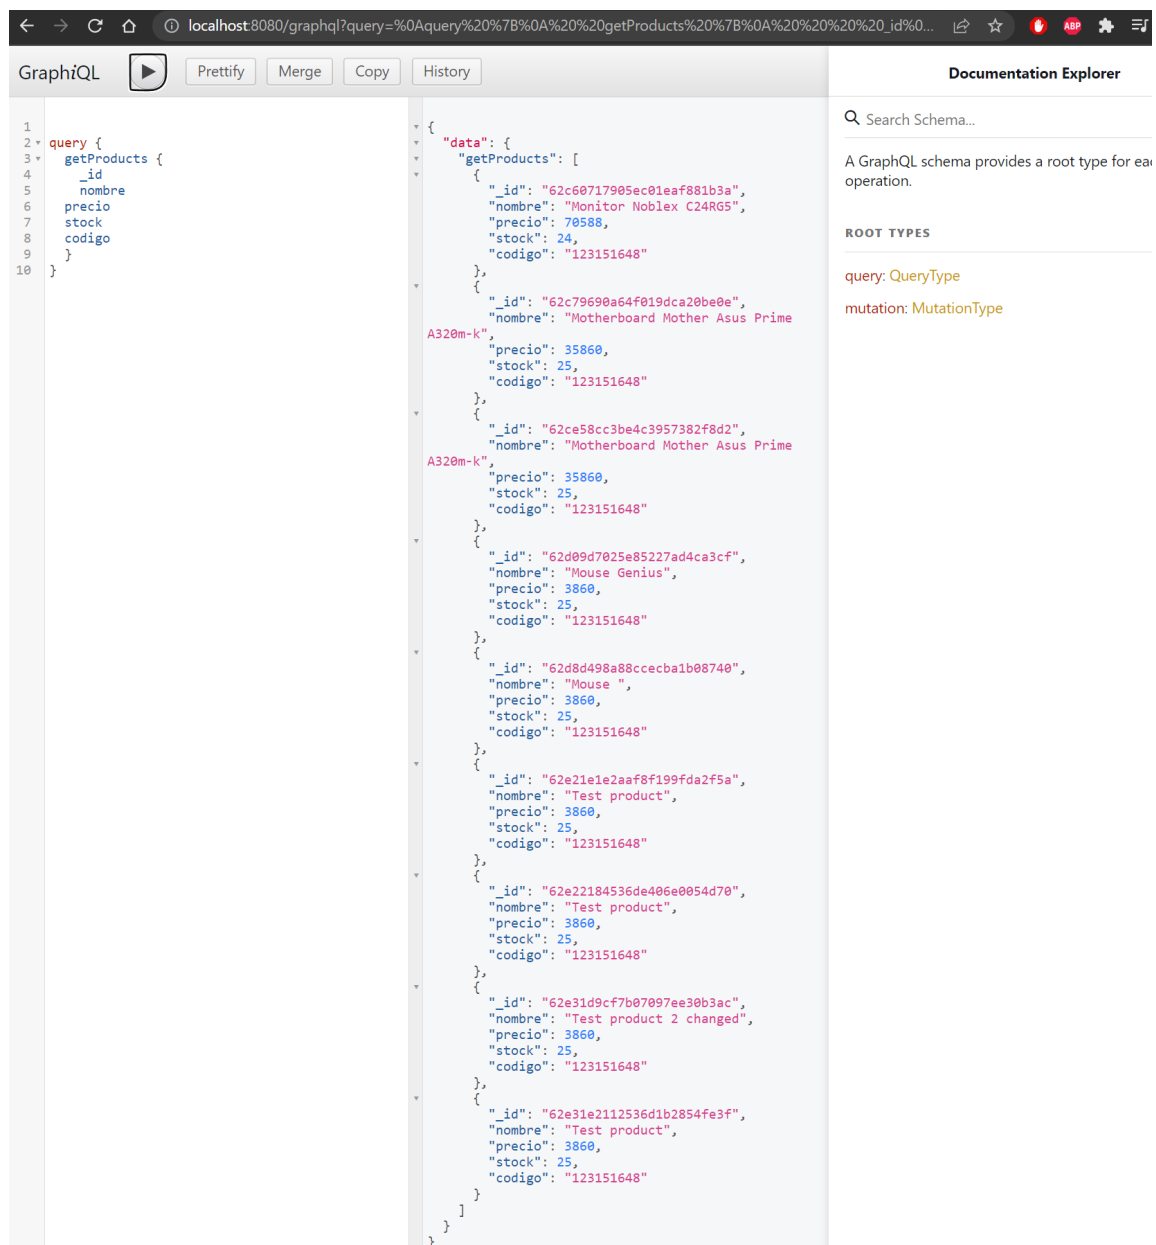 localhost:8080/graphql?query=%0Aquery%20%7B%0A%20%20getProducts%20%7B%0A%20%20%20%20_id%0...
ABP
GraphiQL
Prettify
Merge
Copy
History
1
2 query {
3   getProducts {
4     _id
5     nombre
6   precio
7   stock
8   codigo
9   }
10 }
{
  "data": {
    "getProducts": [
      {
        "_id": "62c60717905ec01eaf881b3a",
        "nombre": "Monitor Noblex C24RG5",
        "precio": 70588,
        "stock": 24,
        "codigo": "123151648"
      },
      {
        "_id": "62c79690a64f019dca20be0e",
        "nombre": "Motherboard Mother Asus Prime
A320m-k",
        "precio": 35860,
        "stock": 25,
        "codigo": "123151648"
      },
      {
        "_id": "62ce58cc3be4c3957382f8d2",
        "nombre": "Motherboard Mother Asus Prime
A320m-k",
        "precio": 35860,
        "stock": 25,
        "codigo": "123151648"
      },
      {
        "_id": "62d09d7025e85227ad4ca3cf",
        "nombre": "Mouse Genius",
        "precio": 3860,
        "stock": 25,
        "codigo": "123151648"
      },
      {
        "_id": "62d8d498a88ccecba1b08740",
        "nombre": "Mouse ",
        "precio": 3860,
        "stock": 25,
        "codigo": "123151648"
      },
      {
        "_id": "62e21e1e2aaf8f199fda2f5a",
        "nombre": "Test product",
        "precio": 3860,
        "stock": 25,
        "codigo": "123151648"
      },
      {
        "_id": "62e22184536de406e0054d70",
        "nombre": "Test product",
        "precio": 3860,
        "stock": 25,
        "codigo": "123151648"
      },
      {
        "_id": "62e31d9cf7b07097ee30b3ac",
        "nombre": "Test product 2 changed",
        "precio": 3860,
        "stock": 25,
        "codigo": "123151648"
      },
      {
        "_id": "62e31e2112536d1b2854fe3f",
        "nombre": "Test product",
        "precio": 3860,
        "stock": 25,
        "codigo": "123151648"
      }
    ]
  }
}
Documentation Explorer
Search Schema...
A GraphQL schema provides a root type for eac
operation.
ROOT TYPES
query: QueryType
mutation: MutationType